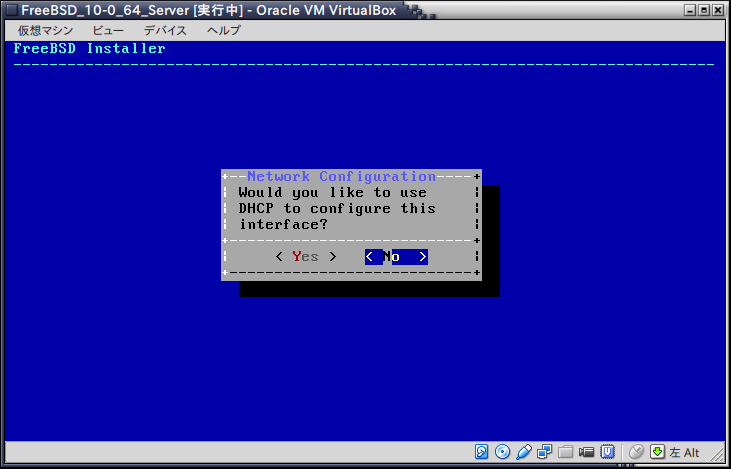 FreeBSD_10-0_64_Server [実行中] - Oracle VM VirtualBox
仮想マシン ビュー デバイス ヘルプ
FreeBSD Installer
Network Configuration
Would you like to use
DHCP to configure this
interface?
< Yes > < No >
左 Alt